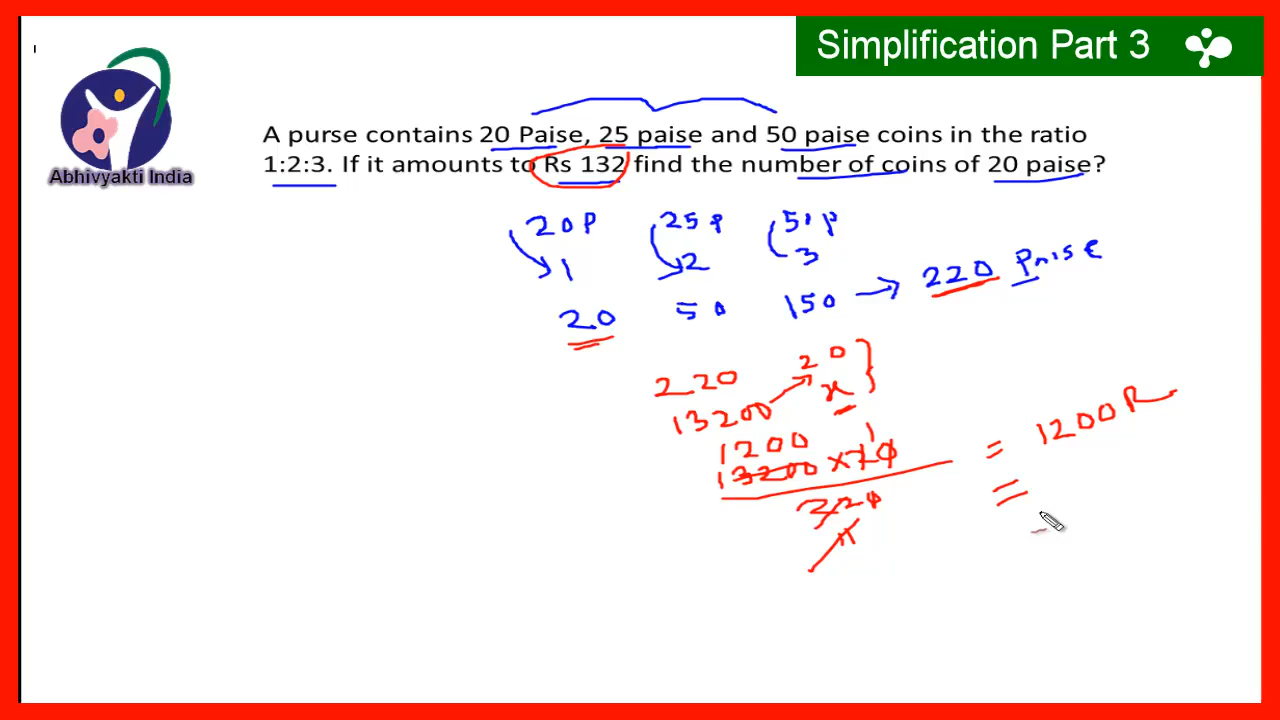 Simplification Part 3
Abhivyakti India
A purse contains 20 Paise, 25 paise and 50 paise coins in the ratio
1:2:3. If it amounts to Rs 132 find the number of coins of 20 paise?
20P 25P 50P
1 2 3
20 50 150 → 220 Paise
220 20
13200 x
1200 1
13200 × 20 = 1200 R
220 =
11